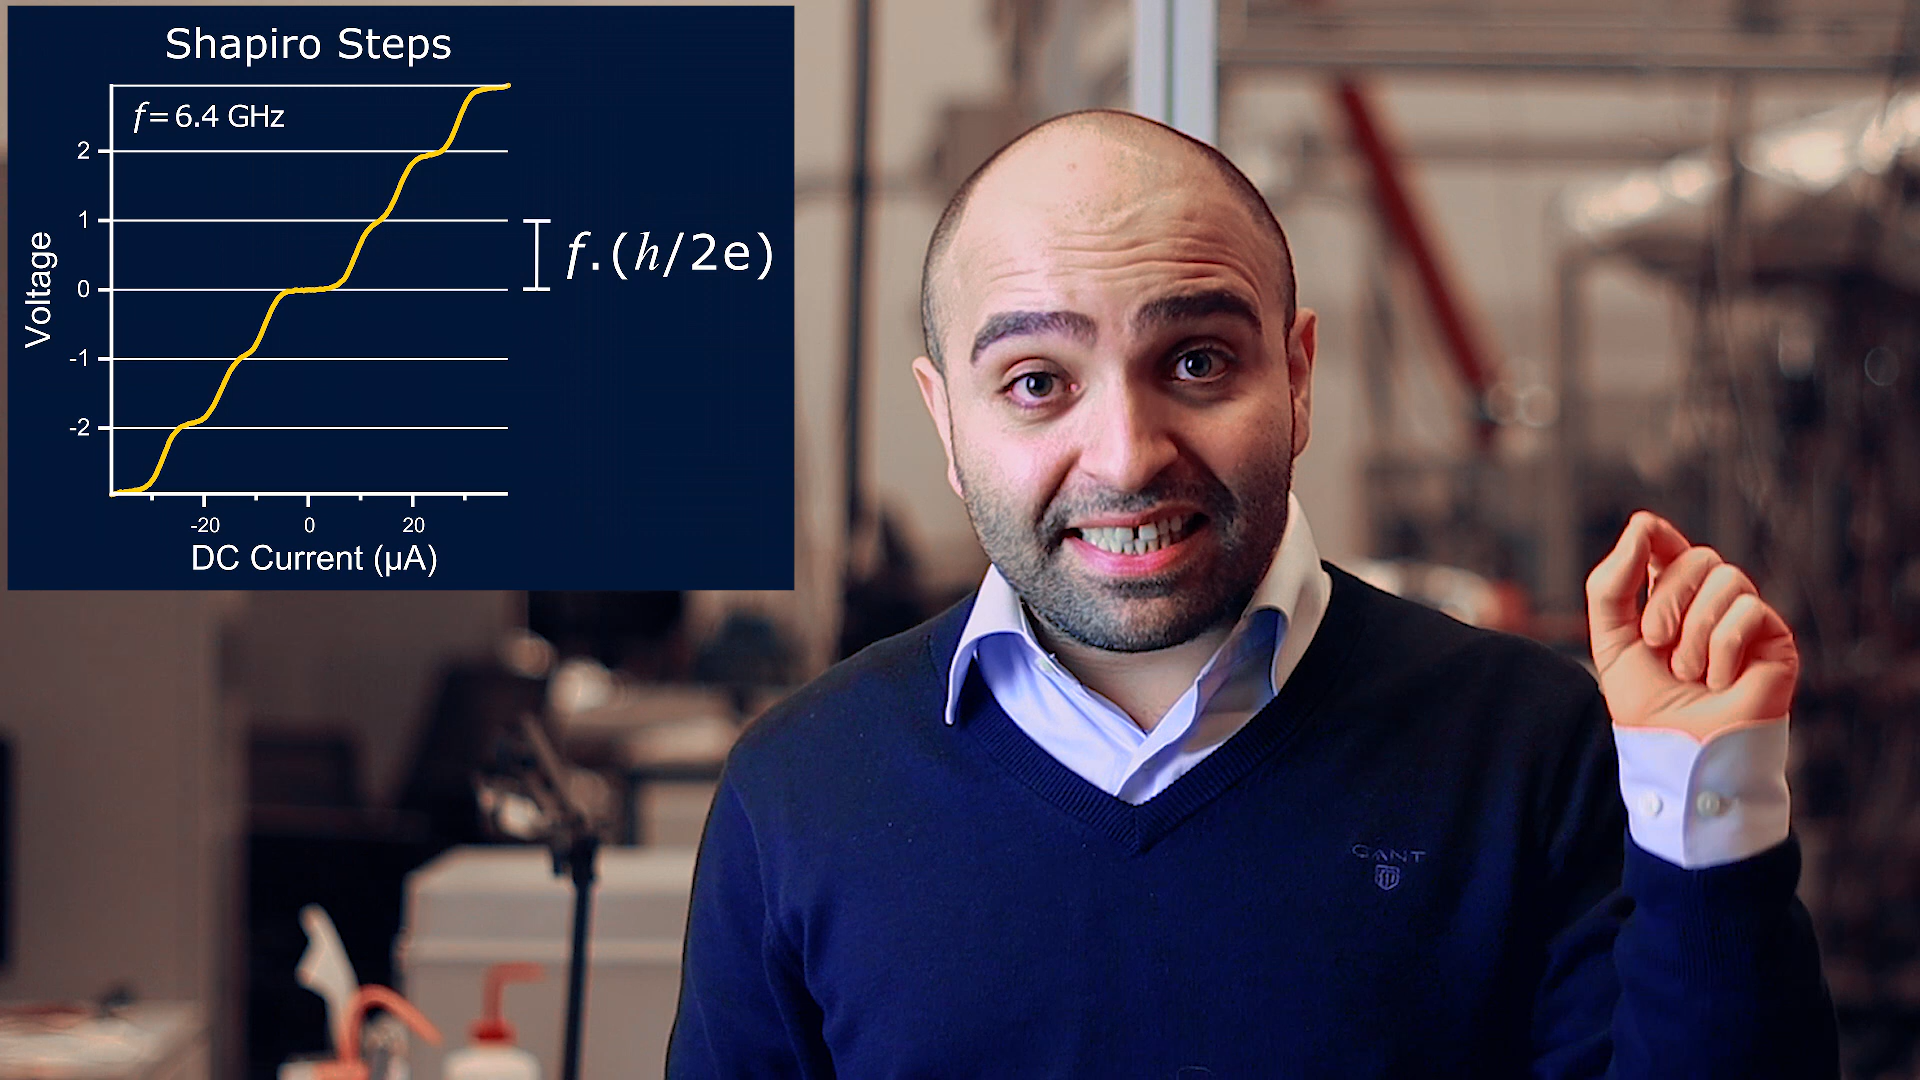 Shapiro Steps
f=6.4 GHz
2
1
0
-1
-2
Voltage
f.(h/2e)
-20 0 20
DC Current (μA)
GANT